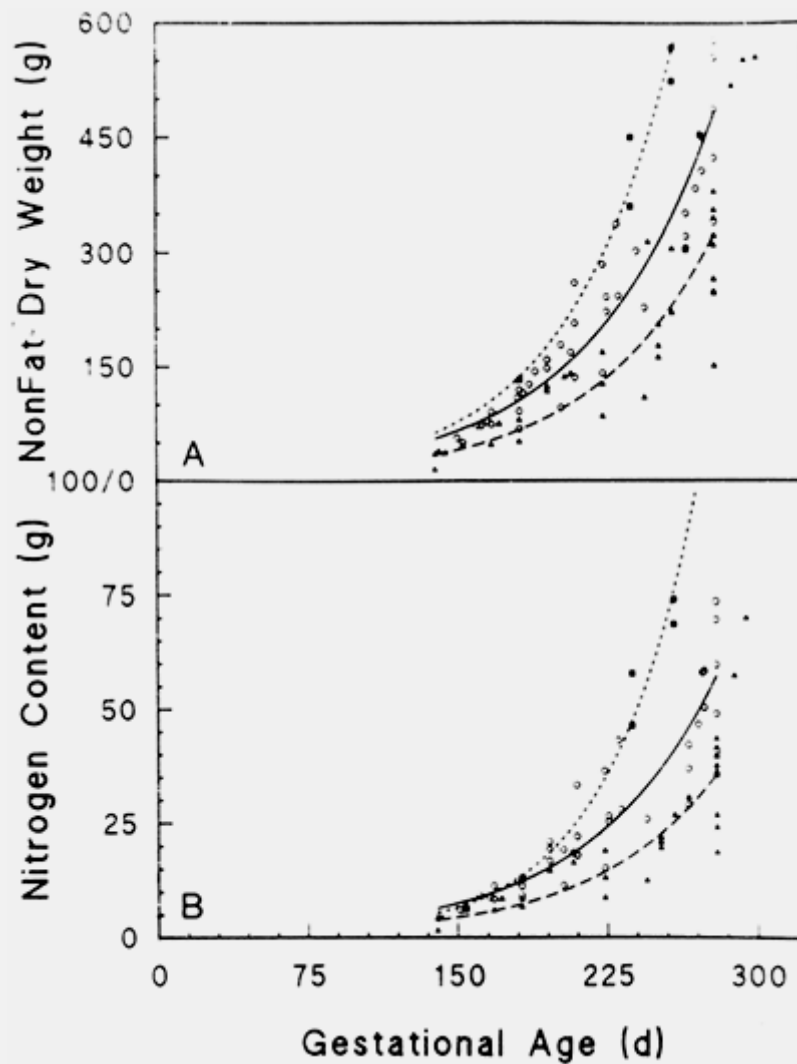 600
450
300
150
100/0
75
50
25
0
NonFat Dry Weight (g)
A
Nitrogen Content (g)
B
0 75 150 225 300
Gestational Age (d)